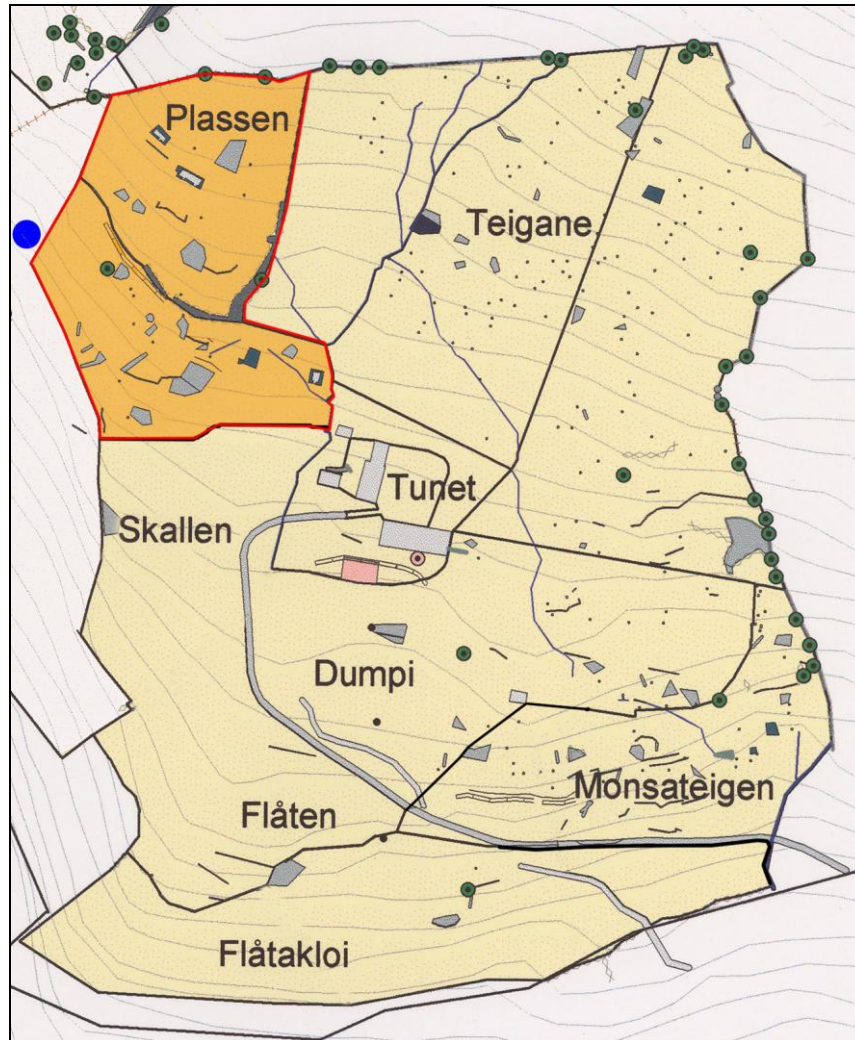 Plassen
Teigane
Tunet
Skallen
Dumpi
Monsateigen
Flåten
Flåtakloi